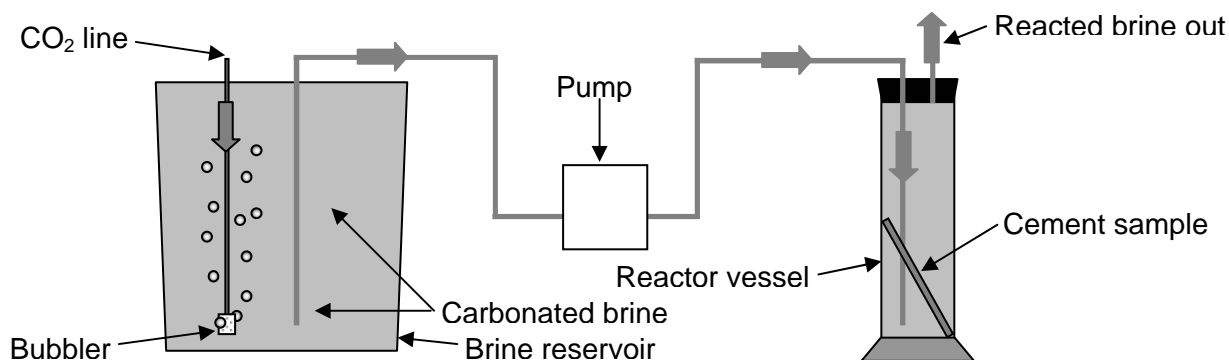 CO₂ line
Reacted brine out
Pump
Cement sample
Reactor vessel
Carbonated brine
Bubbler
Brine reservoir